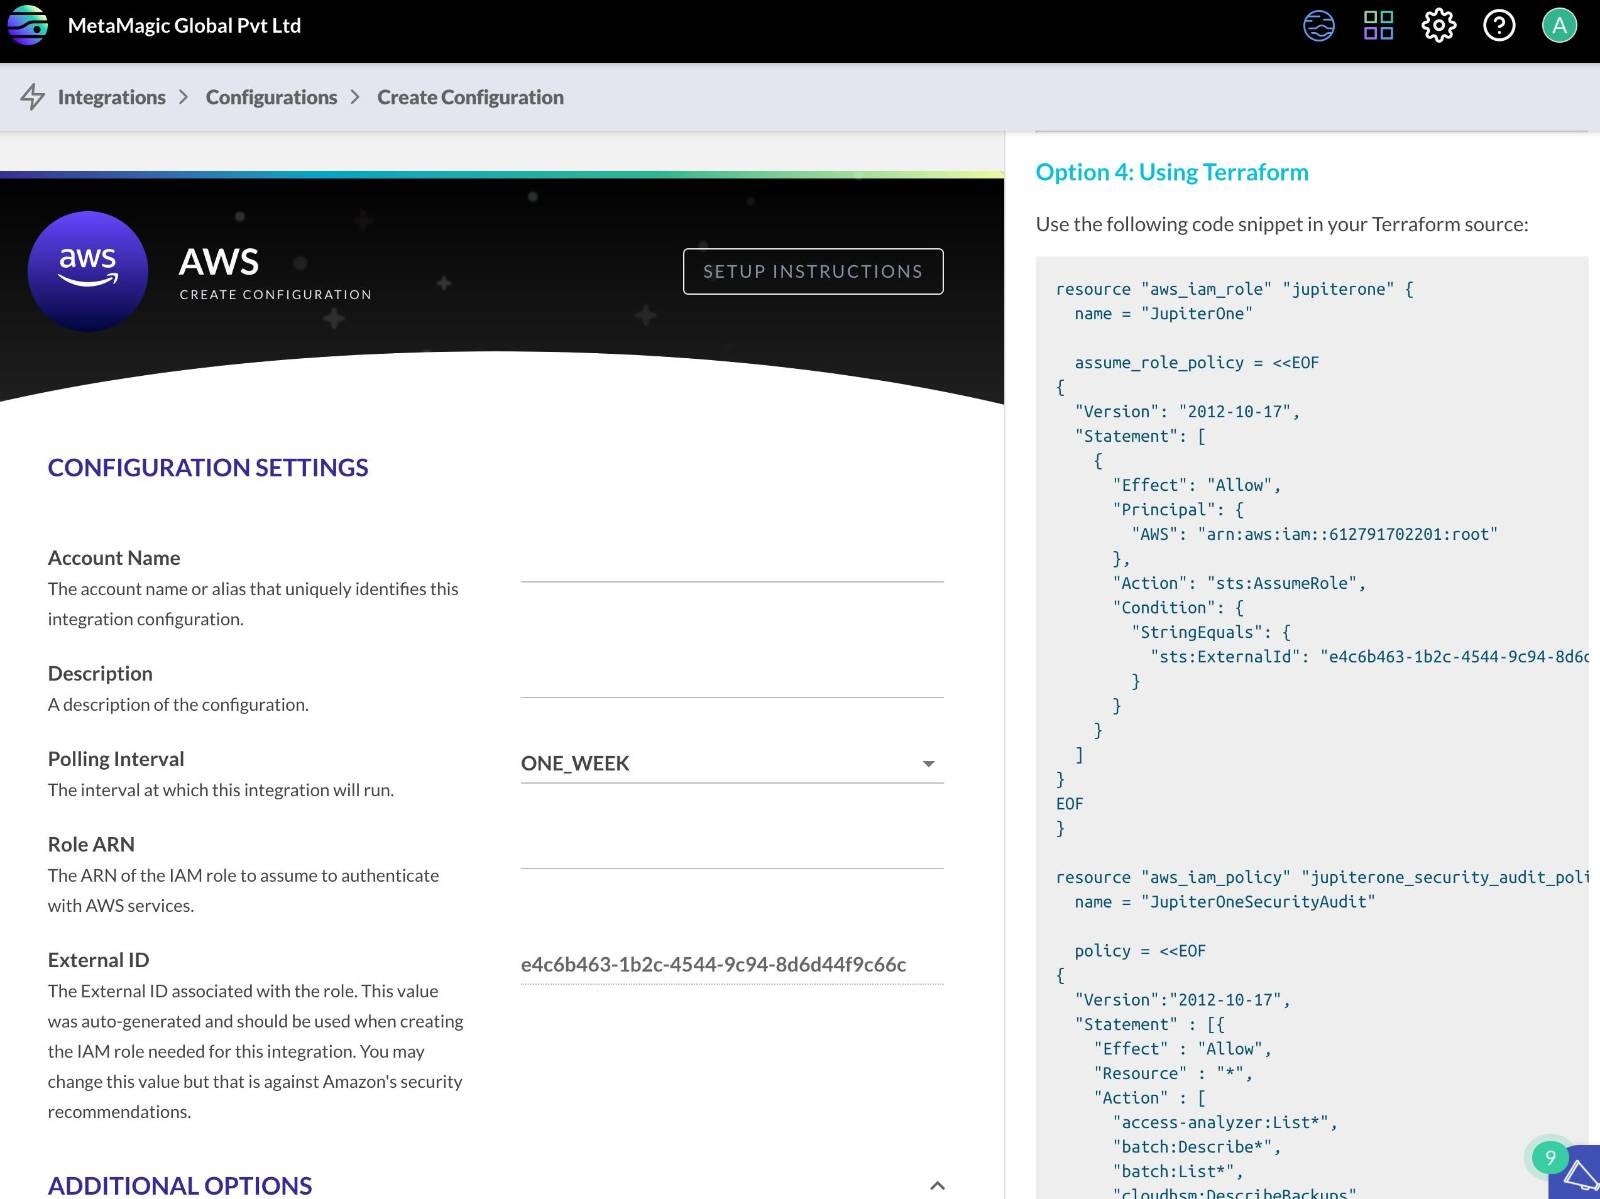 MetaMagic Global Pvt Ltd
A
Integrations > Configurations > Create Configuration
aws
AWS
CREATE CONFIGURATION
SETUP INSTRUCTIONS
CONFIGURATION SETTINGS
Account Name
The account name or alias that uniquely identifies this
integration configuration.
Description
A description of the configuration.
Polling Interval
The interval at which this integration will run.
ONE_WEEK
Role ARN
The ARN of the IAM role to assume to authenticate
with AWS services.
External ID
The External ID associated with the role. This value
was auto-generated and should be used when creating
the IAM role needed for this integration. You may
change this value but that is against Amazon's security
recommendations.
e4c6b463-1b2c-4544-9c94-8d6d44f9c66c
ADDITIONAL OPTIONS
Option 4: Using Terraform
Use the following code snippet in your Terraform source:
resource "aws_iam_role" "jupiterone" {
name = "JupiterOne"
assume_role_policy = <<EOF
{
"Version": "2012-10-17",
"Statement": [
{
"Effect": "Allow",
"Principal": {
"AWS": "arn:aws:iam::612791702201:root"
},
"Action": "sts:AssumeRole",
"Condition": {
"StringEquals": {
"sts:ExternalId": "e4c6b463-1b2c-4544-9c94-8d6d
}
}
}
]
}
EOF
}
resource "aws_iam_policy" "jupiterone_security_audit_poli
name = "JupiterOneSecurityAudit"
policy = <<EOF
{
"Version":"2012-10-17",
"Statement" : [{
"Effect" : "Allow",
"Resource" : "*",
"Action" : [
"access-analyzer:List*",
"batch:Describe*",
"batch:List*",
"cloudhsm:DescribeBackups"
9